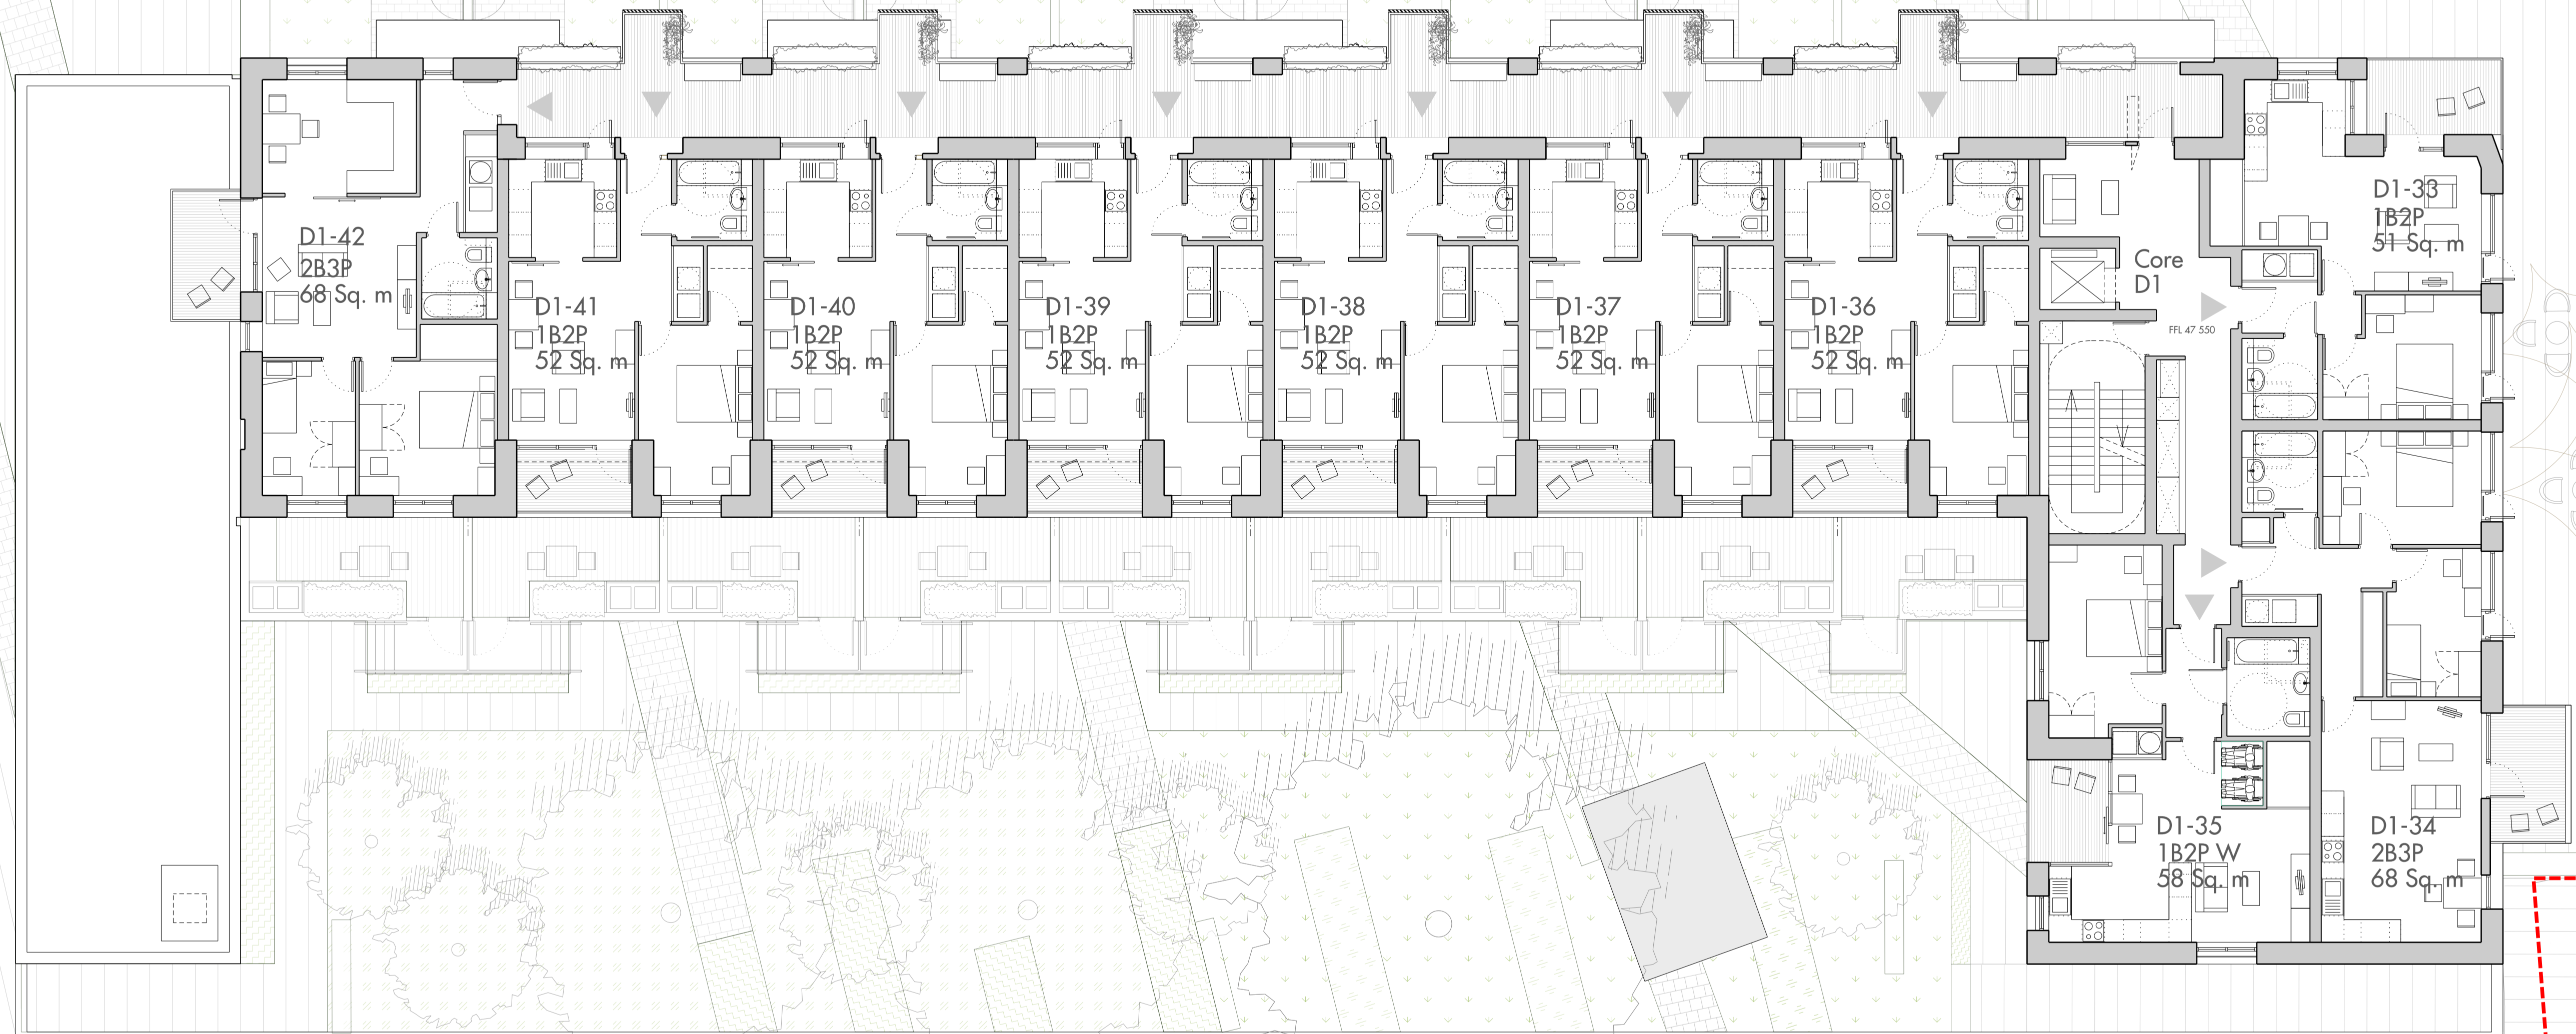 D1-42
2B3P
68 Sq. m
D1-41
1B2P
52 Sq. m
D1-40
1B2P
52 Sq. m
D1-39
1B2P
52 Sq. m
D1-38
1B2P
52 Sq. m
D1-37
1B2P
52 Sq. m
D1-36
1B2P
52 Sq. m
Core
D1
FFL 47 550
D1-33
1B2P
51 Sq. m
D1-35
1B2P W
58 Sq. m
D1-34
2B3P
68 Sq. m